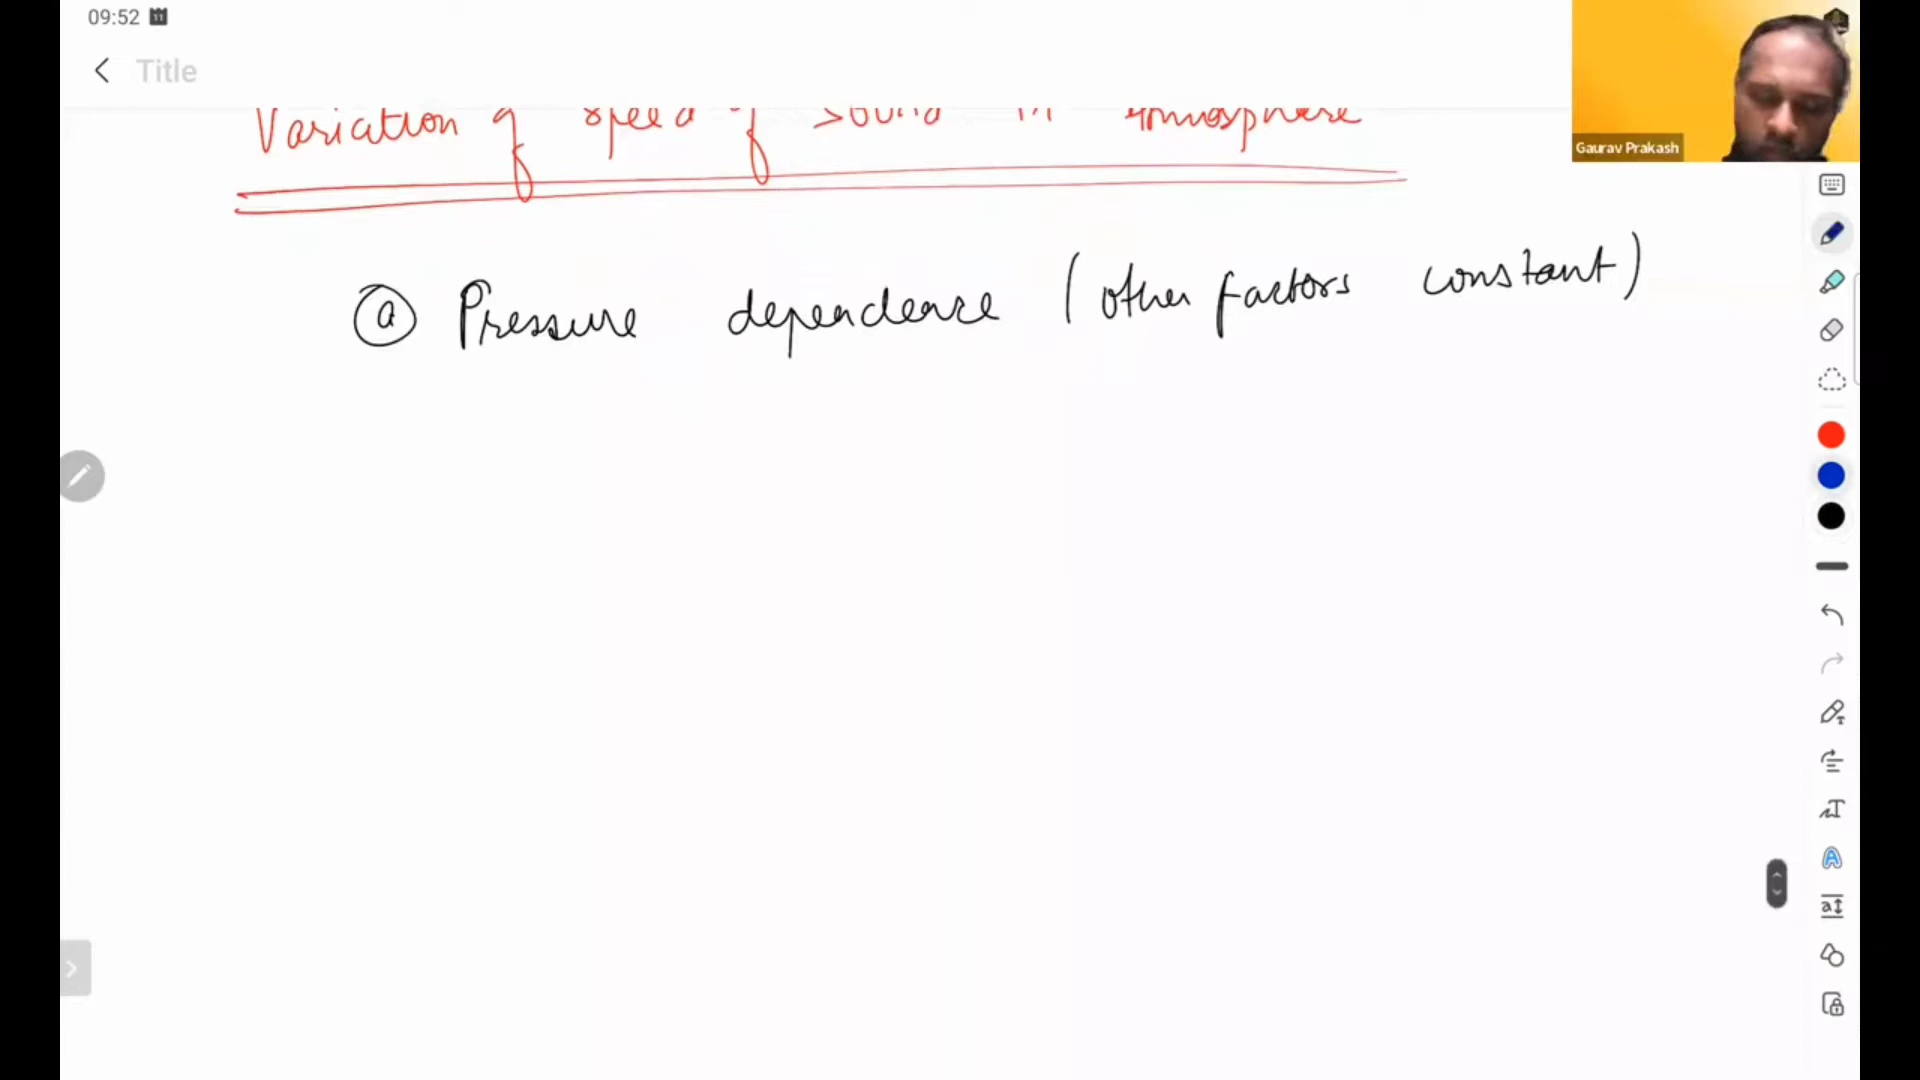 09:52
Title
Variation of speed of sound in atmosphere
Gaurav Prakash
(a) Pressure dependence (other factors constant)